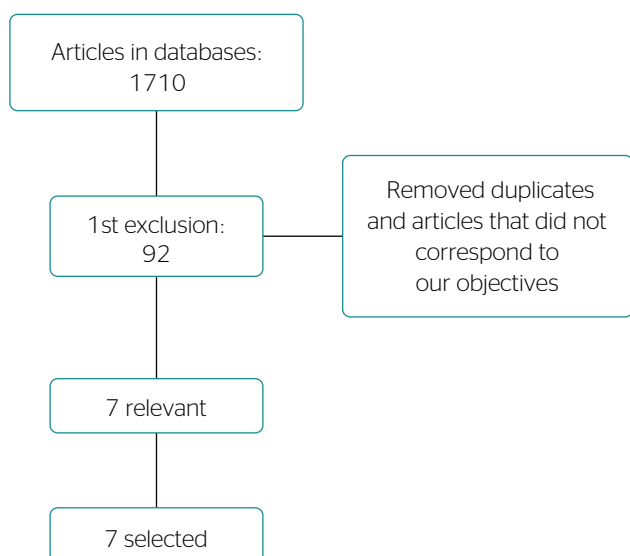 Articles in databases:
1710
1st exclusion:
92
Removed duplicates
and articles that did not
correspond to
our objectives
7 relevant
7 selected